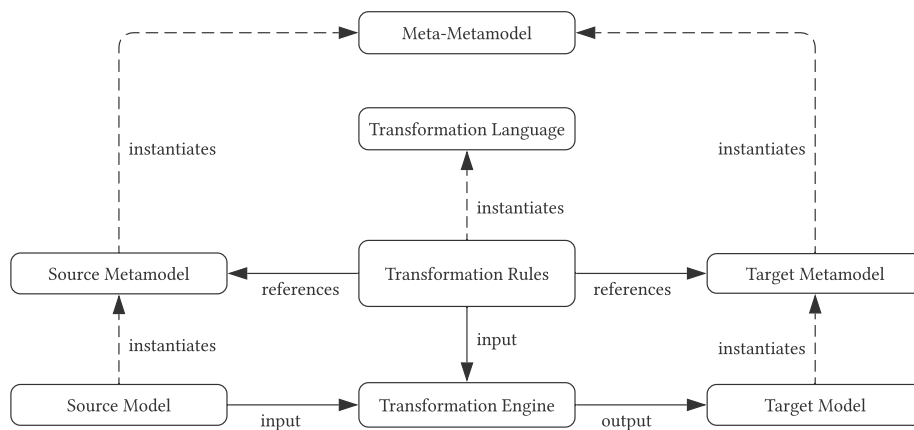 Meta-Metamodel
instantiates
Transformation Language
instantiates
instantiates
Source Metamodel
references
Transformation Rules
references
Target Metamodel
instantiates
input
instantiates
Source Model
input
Transformation Engine
output
Target Model